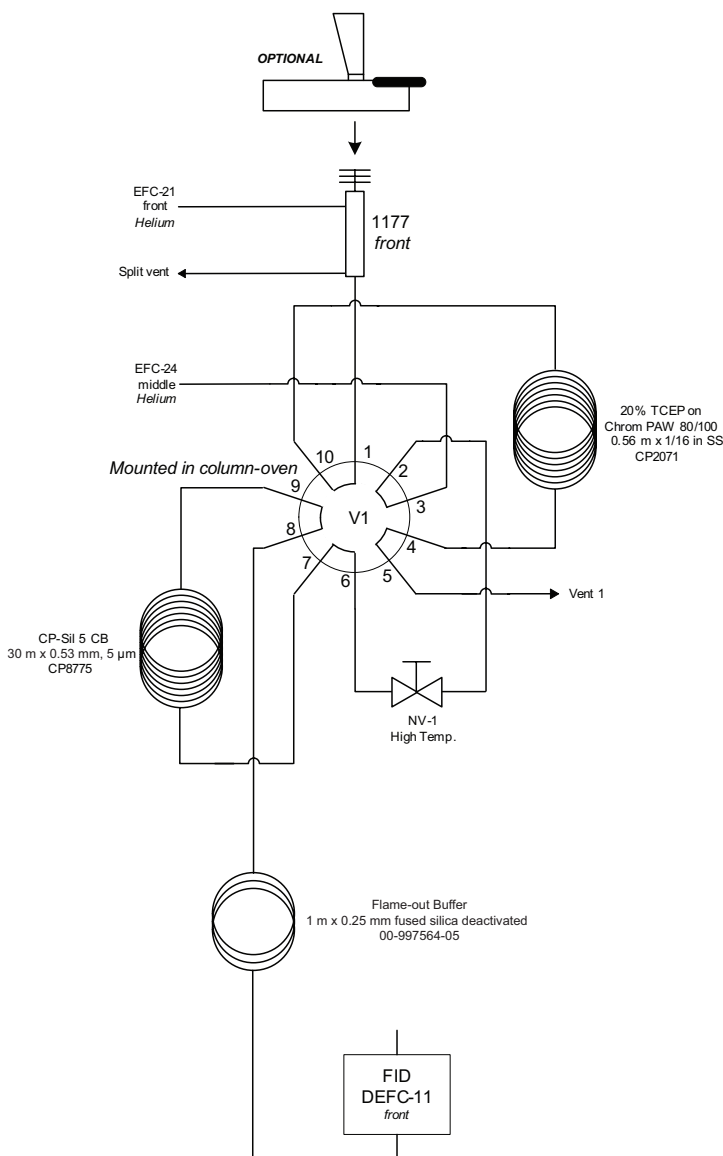 OPTIONAL
EFC-21
front
Helium
1177
front
Split vent
EFC-24
middle
Helium
20% TCEP on
Chrom PAW 80/100
0.56 m x 1/16 in SS
CP2071
Mounted in column-oven
10
1
2
9
3
V1
8
4
7
6
5
Vent 1
CP-Sil 5 CB
30 m x 0.53 mm, 5 µm
CP8775
NV-1
High Temp.
Flame-out Buffer
1 m x 0.25 mm fused silica deactivated
00-997564-05
FID
DEFC-11
front